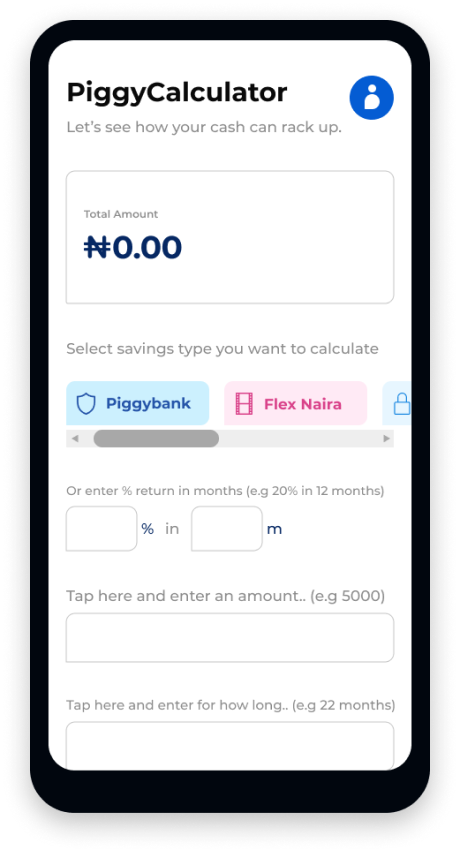 PiggyCalculator
Let's see how your cash can rack up.
Total Amount
₦0.00
Select savings type you want to calculate
Piggybank
Flex Naira
Or enter % return in months (e.g 20% in 12 months)
% in m
Tap here and enter an amount.. (e.g 5000)
Tap here and enter for how long.. (e.g 22 months)